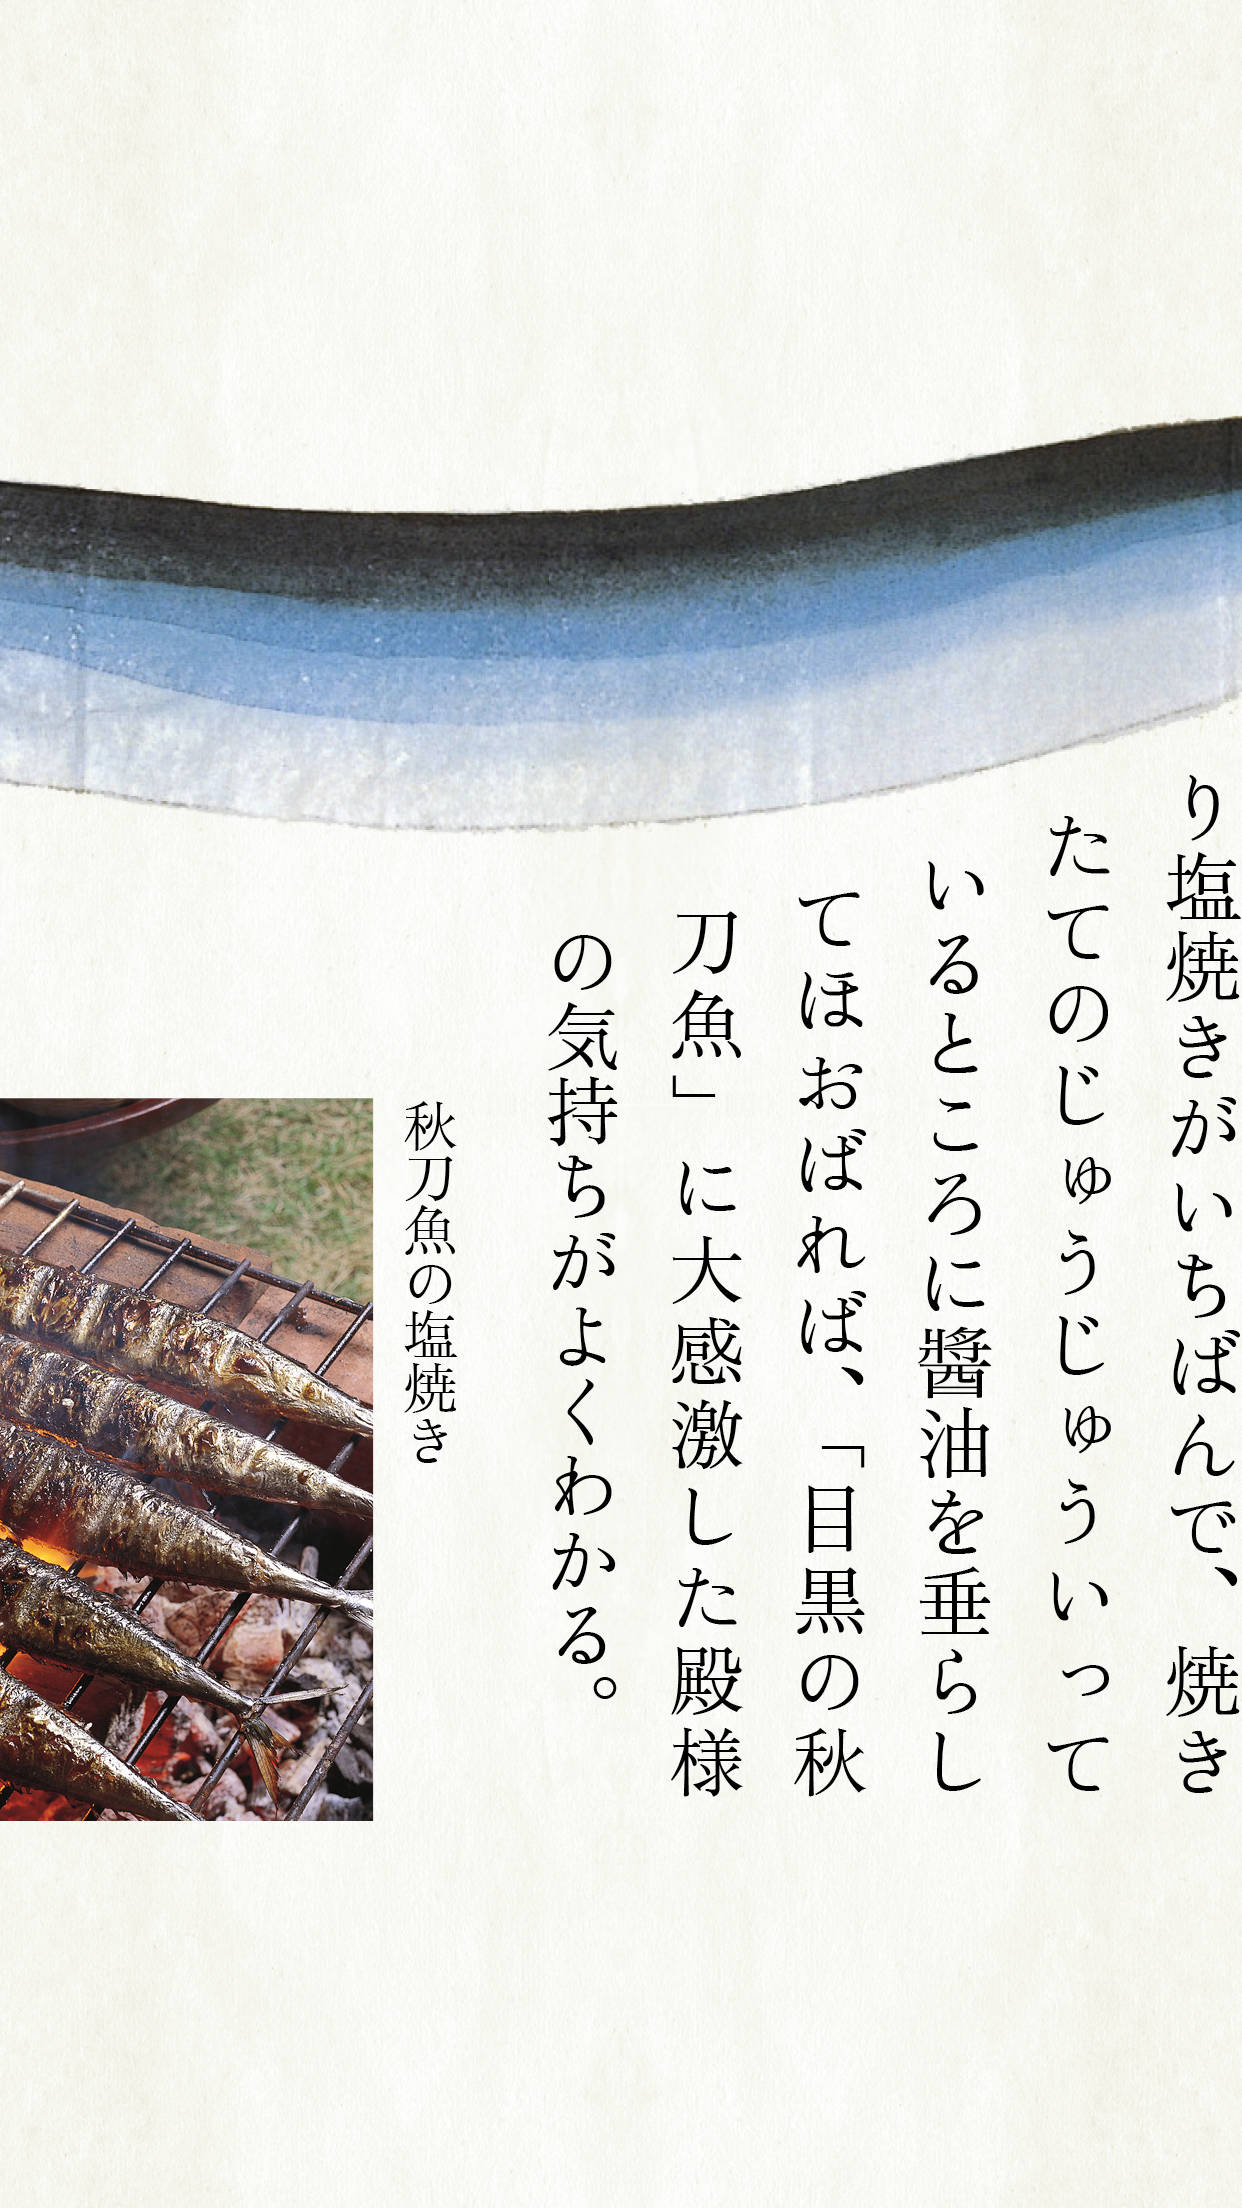 り塩焼きがいちばんで、焼き
たてのじゅうじゅういって
いるところに醬油を垂らし
てほおばれば、「目黒の秋
刀魚」に大感激した殿様
の気持ちがよくわかる。
秋刀魚の塩焼き